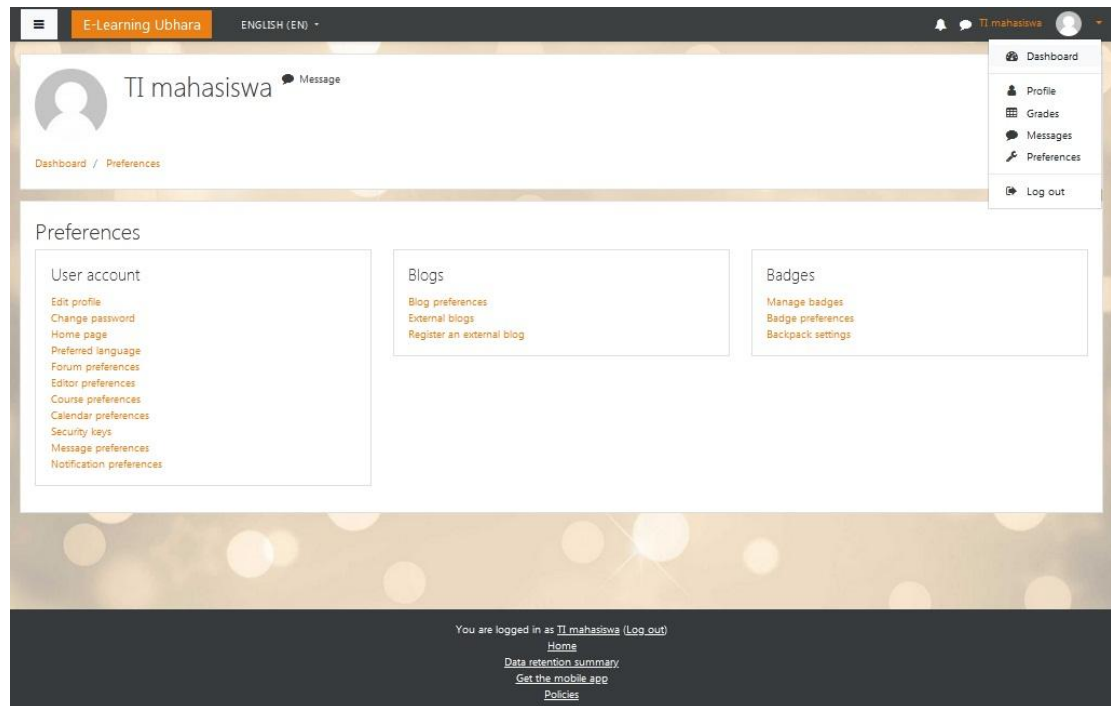 E-Learning Ubhara ENGLISH (EN) TI mahasiswa
Dashboard
Profile
Grades
Messages
Preferences
Log out
TI mahasiswa Message
Dashboard / Preferences
Preferences
User account
Edit profile
Change password
Home page
Preferred language
Forum preferences
Editor preferences
Course preferences
Calendar preferences
Security keys
Message preferences
Notification preferences
Blogs
Blog preferences
External blogs
Register an external blog
Badges
Manage badges
Badge preferences
Backpack settings
You are logged in as TI mahasiswa (Log out)
Home
Data retention summary
Get the mobile app
Policies